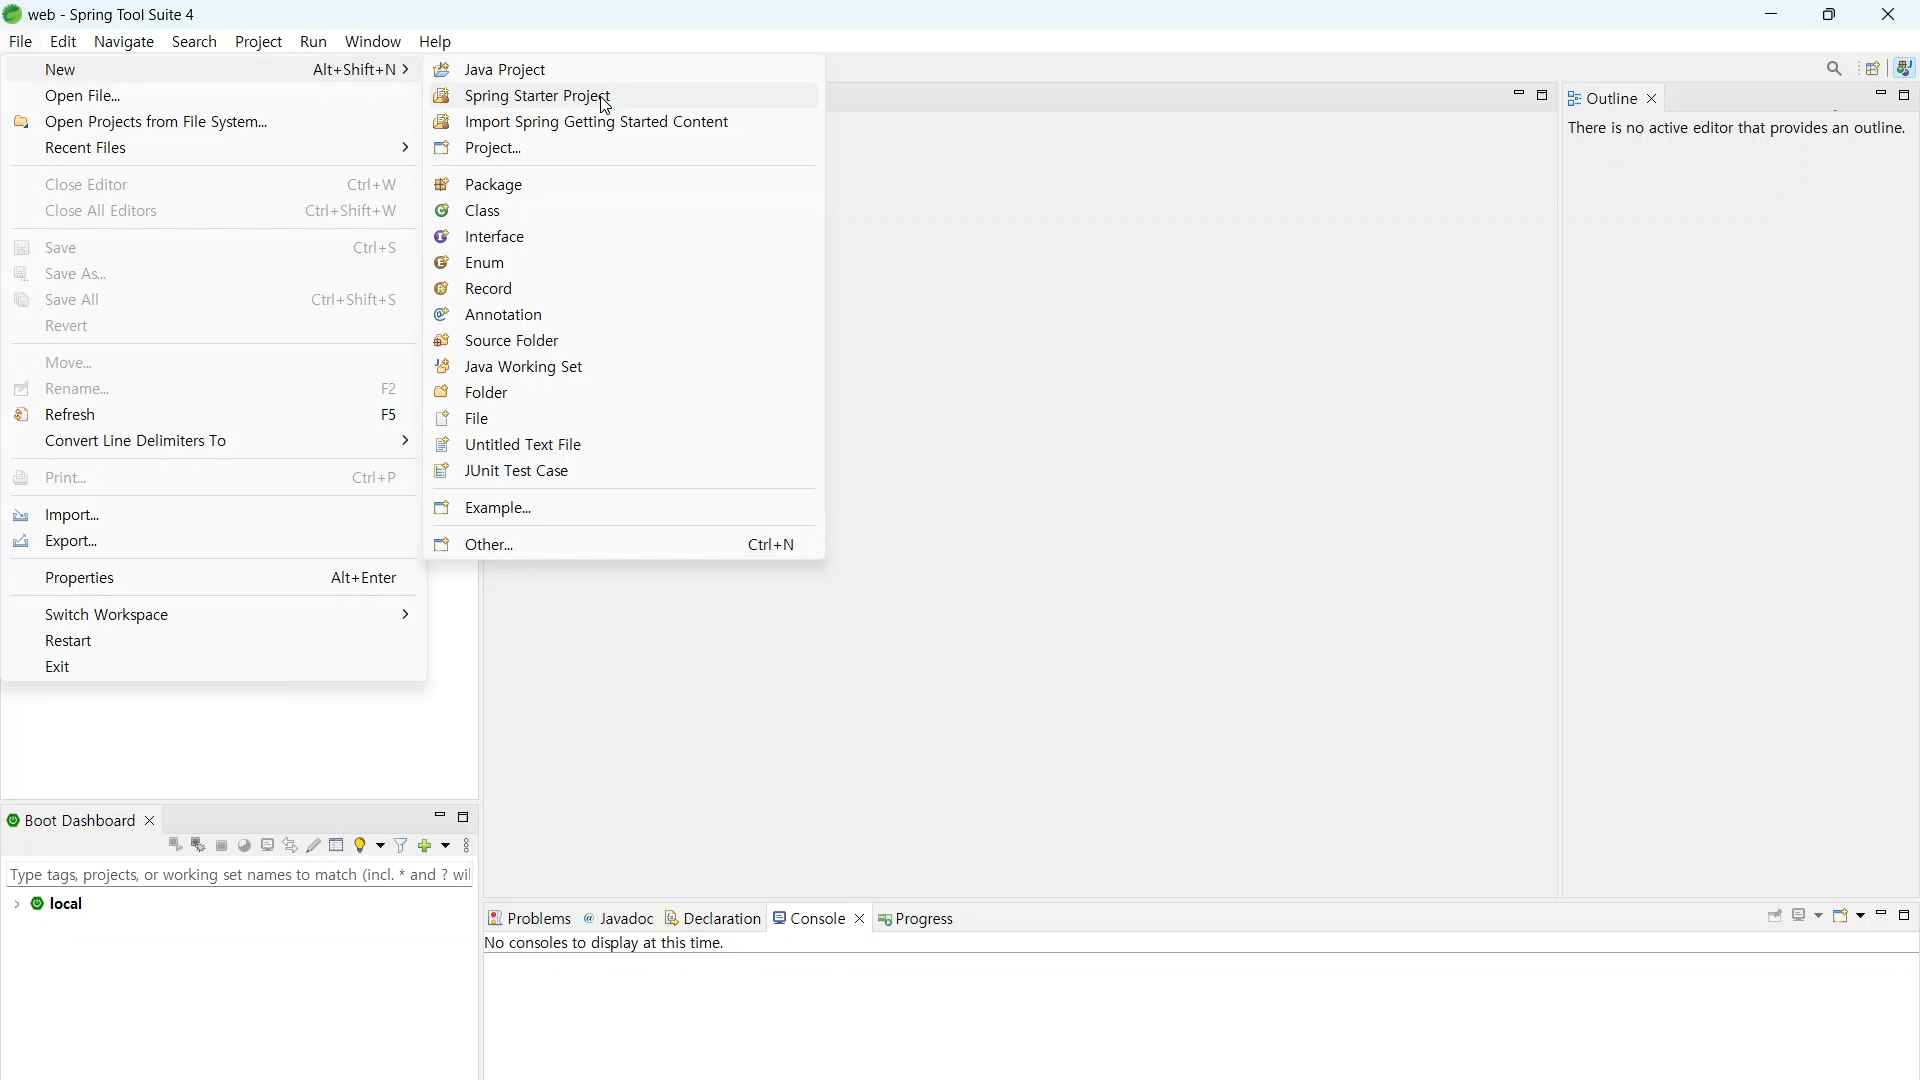 web - Spring Tool Suite 4
File Edit Navigate Search Project Run Window Help
New Alt+Shift+N
Open File...
Open Projects from File System...
Recent Files
Close Editor Ctrl+W
Close All Editors Ctrl+Shift+W
Save Ctrl+S
Save As...
Save All Ctrl+Shift+S
Revert
Move...
Rename... F2
Refresh F5
Convert Line Delimiters To
Print... Ctrl+P
Import...
Export...
Properties Alt+Enter
Switch Workspace
Restart
Exit
Java Project
Spring Starter Project
Import Spring Getting Started Content
Project...
Package
Class
Interface
Enum
Record
Annotation
Source Folder
Java Working Set
Folder
File
Untitled Text File
JUnit Test Case
Example...
Other... Ctrl+N
Outline
There is no active editor that provides an outline.
Boot Dashboard
Type tags, projects, or working set names to match (incl. * and ? wil
local
Problems Javadoc Declaration Console Progress
No consoles to display at this time.